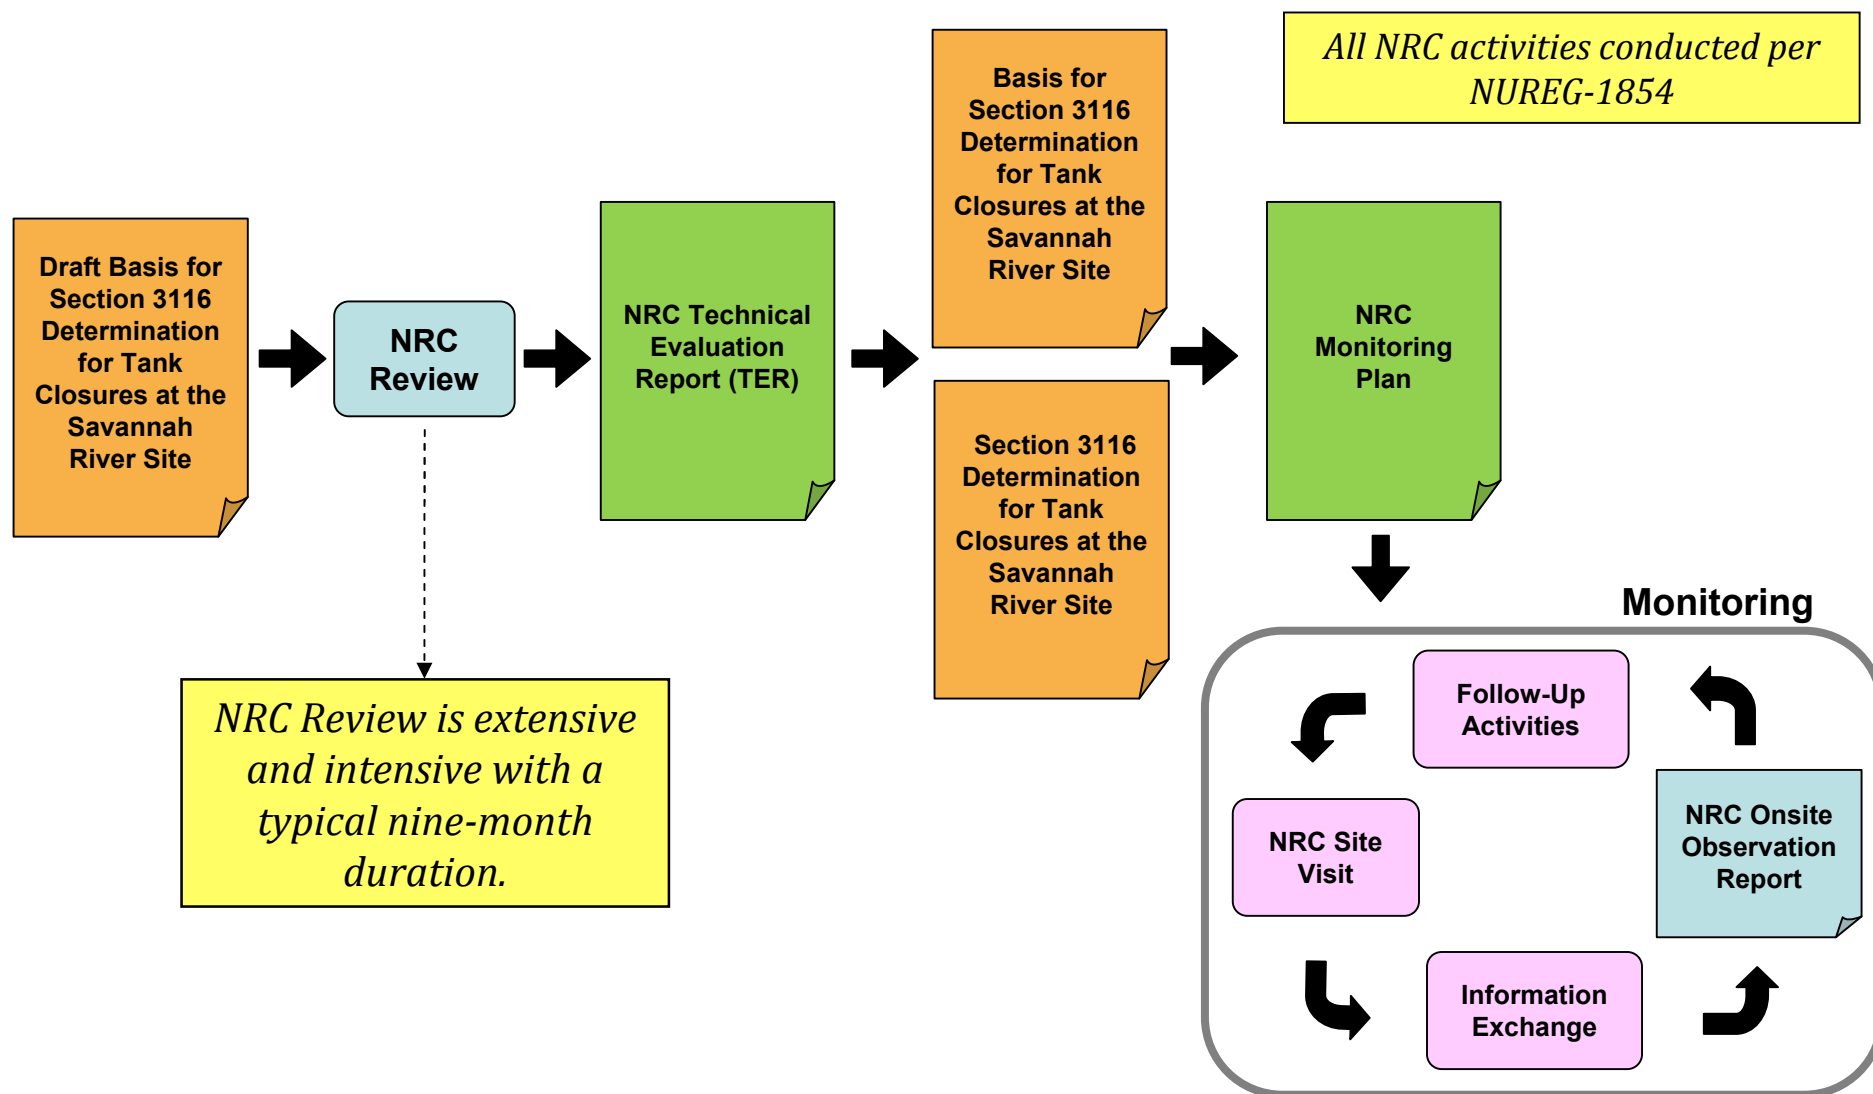 All NRC activities conducted per
NUREG-1854
Draft Basis for
Section 3116
Determination
for Tank
Closures at the
Savannah
River Site
NRC
Review
NRC Technical
Evaluation
Report (TER)
Basis for
Section 3116
Determination
for Tank
Closures at the
Savannah
River Site
Section 3116
Determination
for Tank
Closures at the
Savannah
River Site
NRC
Monitoring
Plan
NRC Review is extensive
and intensive with a
typical nine-month
duration.
Monitoring
Follow-Up
Activities
NRC Site
Visit
Information
Exchange
NRC Onsite
Observation
Report